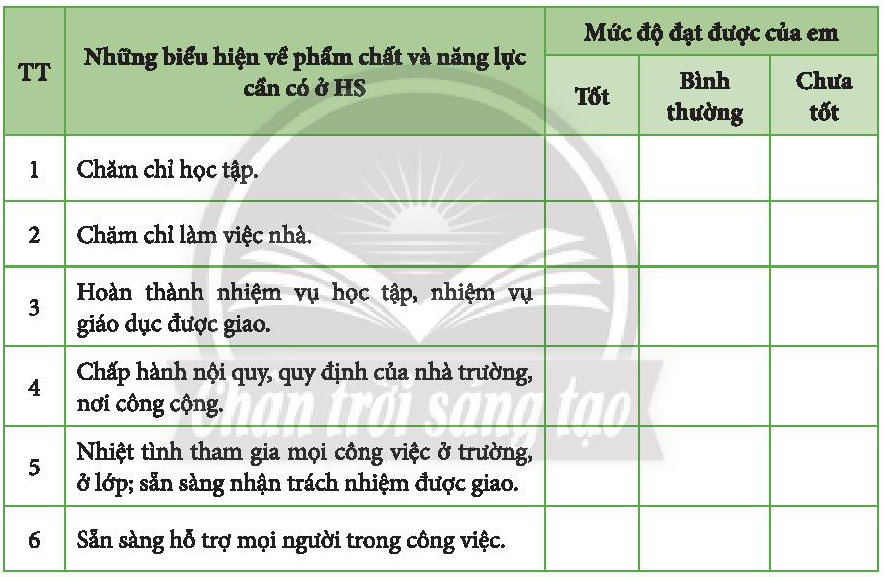 TT
Những biểu hiện về phẩm chất và năng lực
cần có ở HS
Mức độ đạt được của em
Tốt
Bình
thường
Chưa
tốt
1
Chăm chỉ học tập.
2
Chăm chỉ làm việc nhà.
3
Hoàn thành nhiệm vụ học tập, nhiệm vụ
giáo dục được giao.
4
Chấp hành nội quy, quy định của nhà trường,
nơi công cộng.
5
Nhiệt tình tham gia mọi công việc ở trường,
ở lớp; sẵn sàng nhận trách nhiệm được giao.
6
Sẵn sàng hỗ trợ mọi người trong công việc.
Chân trời sáng tạo